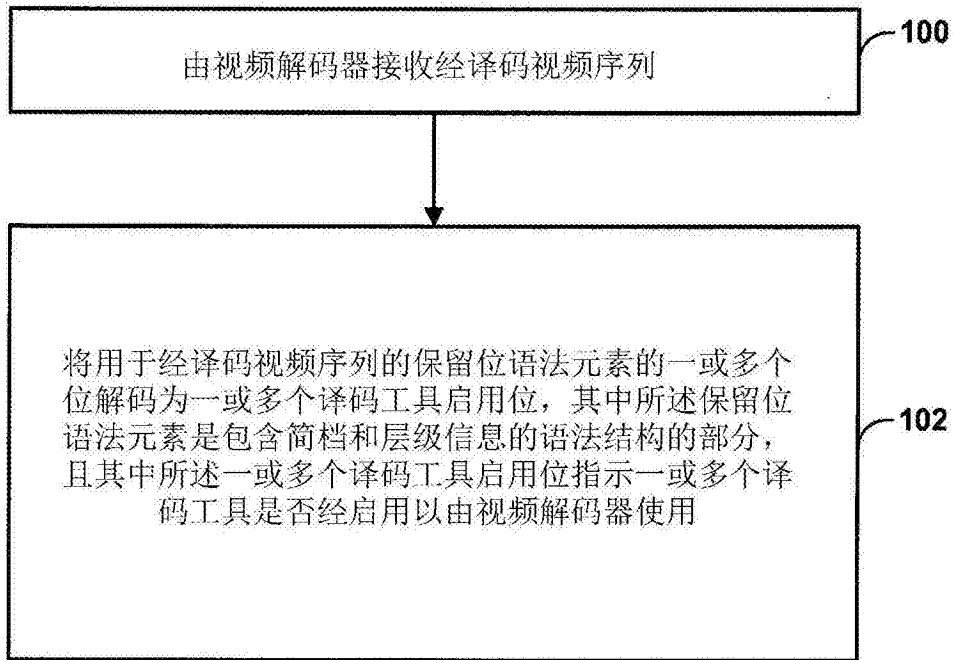 100
由视频解码器接收经译码视频序列
将用于经译码视频序列的保留位语法元素的一或多个
位解码为一或多个译码工具启用位，其中所述保留位
语法元素是包含简档和层级信息的语法结构的部分，
且其中所述一或多个译码工具启用位指示一或多个译
码工具是否经启用以由视频解码器使用
102